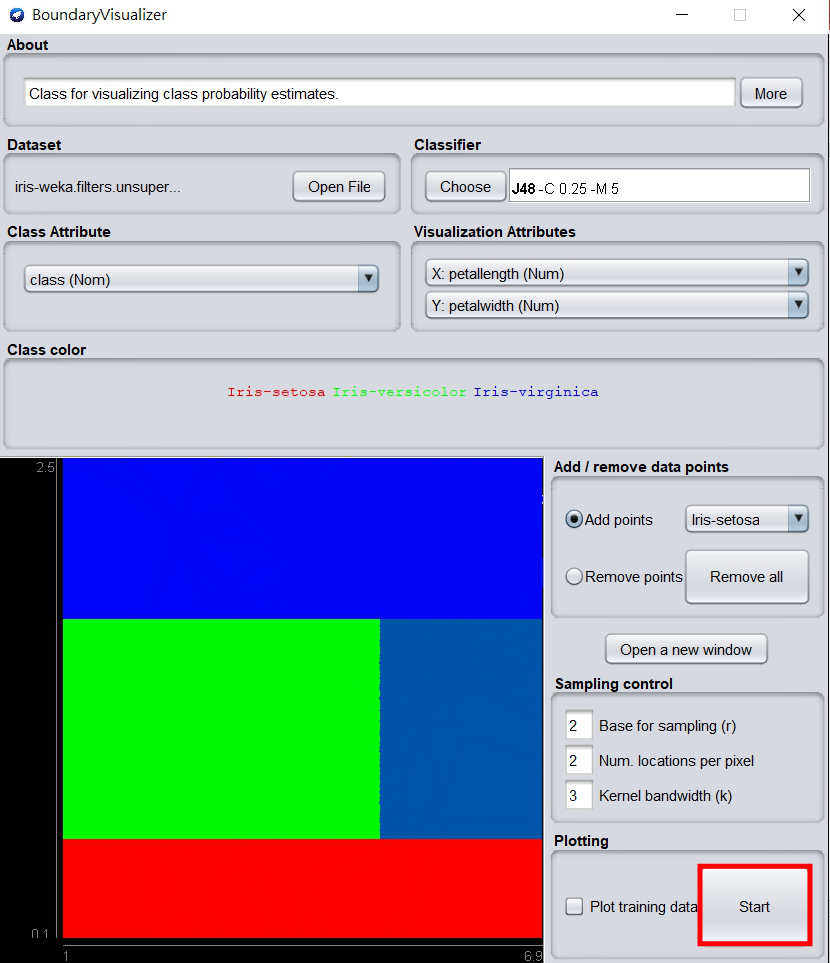 BoundaryVisualizer
About
Class for visualizing class probability estimates.
More
Dataset
Classifier
iris-weka.filters.unsuper...
Open File
Choose
J48 -C 0.25 -M 5
Class Attribute
Visualization Attributes
class (Nom)
X: petallength (Num)
Y: petalwidth (Num)
Class color
Iris-setosa Iris-versicolor Iris-virginica
2.5
0.1
1
6.9
Add / remove data points
Add points
Iris-setosa
Remove points
Remove all
Open a new window
Sampling control
2 Base for sampling (r)
2 Num. locations per pixel
3 Kernel bandwidth (k)
Plotting
Plot training data
Start